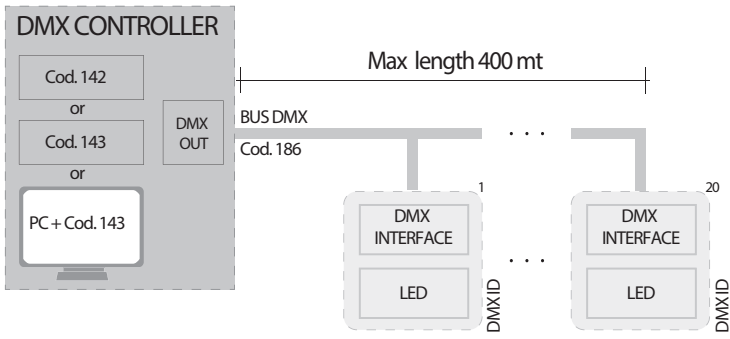 DMX CONTROLLER
Cod. 142
or
Cod. 143
or
PC + Cod. 143
DMX
OUT
Max length 400 mt
BUS DMX
Cod. 186
. . .
1
DMX
INTERFACE
LED
DMX ID
. . .
20
DMX
INTERFACE
LED
DMX ID